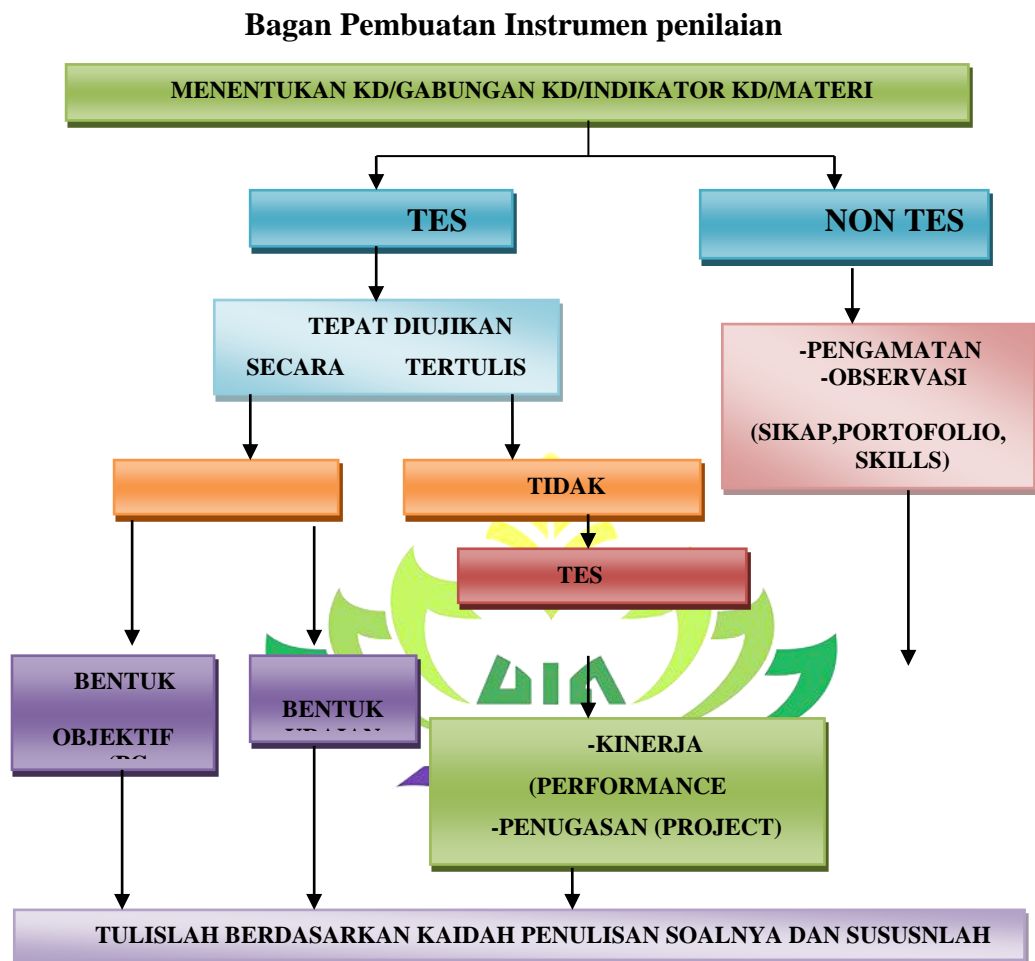 Bagan Pembuatan Instrumen penilaian
MENENTUKAN KD/GABUNGAN KD/INDIKATOR KD/MATERI
TES
NON TES
TEPAT DIUJIKAN
SECARA TERTULIS
-PENGAMATAN
-OBSERVASI
(SIKAP,PORTOFOLIO,
SKILLS)
TIDAK
TES
BENTUK
OBJEKTIF
BENTUK
-KINERJA
(PERFORMANCE
-PENUGASAN (PROJECT)
TULISLAH BERDASARKAN KAIDAH PENULISAN SOALNYA DAN SUSUSNLAH